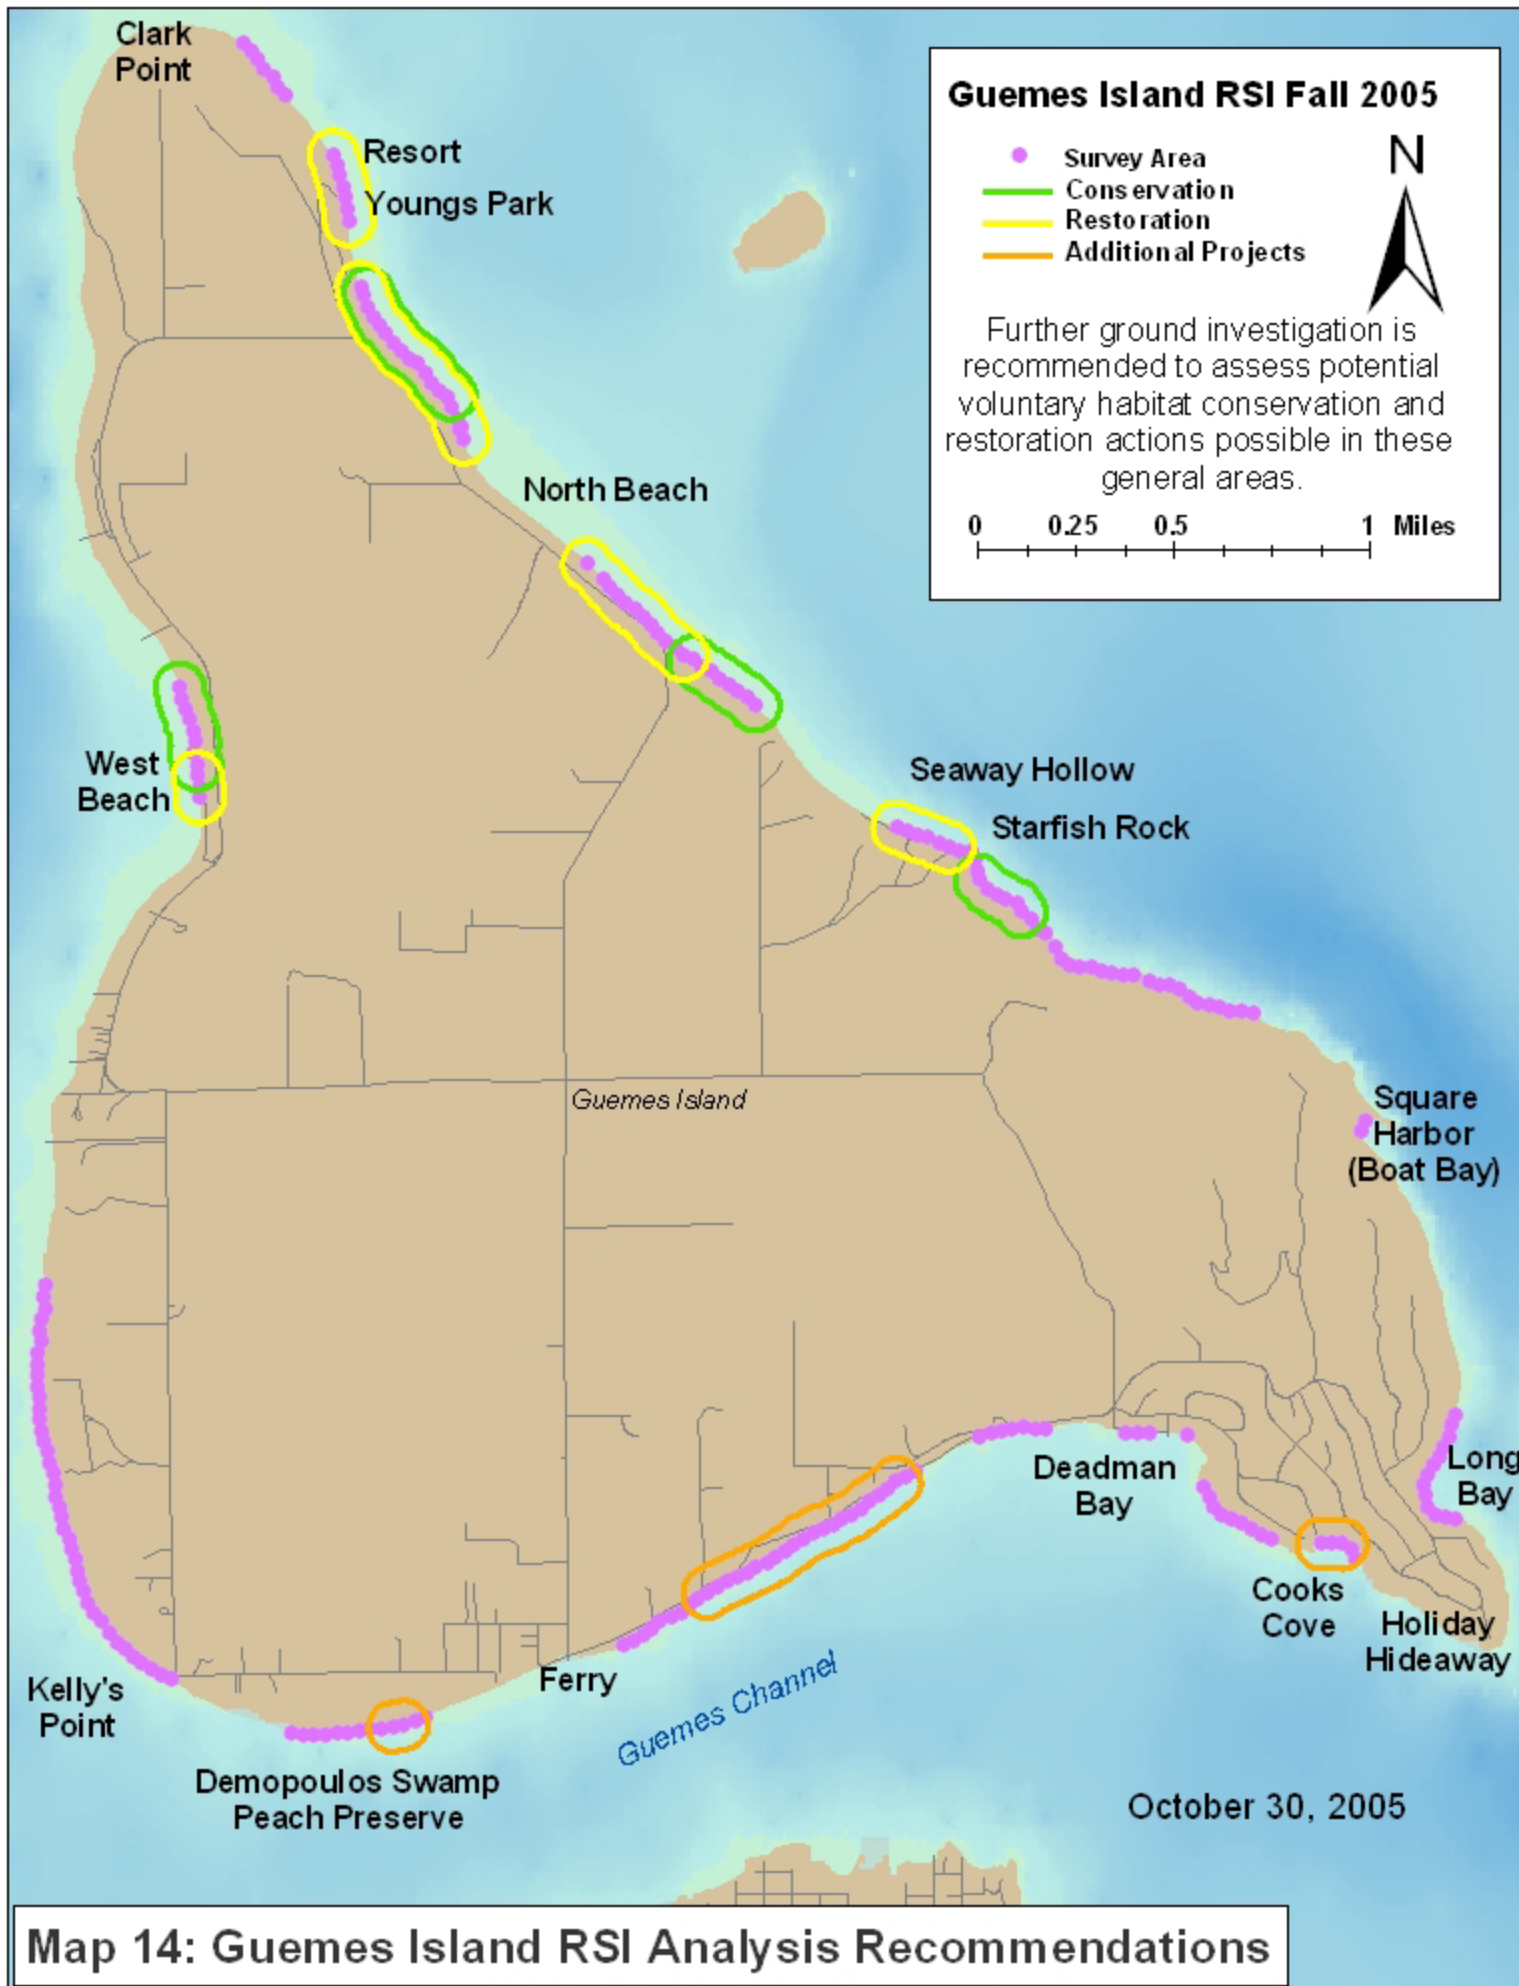 Clark
Point
Resort
Youngs Park
Guemes Island RSI Fall 2005
N
Survey Area
Conservation
Restoration
Additional Projects
Further ground investigation is
recommended to assess potential
voluntary habitat conservation and
restoration actions possible in these
general areas.
0 0.25 0.5 1 Miles
North Beach
West
Beach
Seaway Hollow
Starfish Rock
Guemes Island
Square
Harbor
(Boat Bay)
Deadman
Bay
Long
Bay
Cooks
Cove
Holiday
Hideaway
Kelly's
Point
Ferry
Guemes Channel
Demopoulos Swamp
Peach Preserve
October 30, 2005
Map 14: Guemes Island RSI Analysis Recommendations